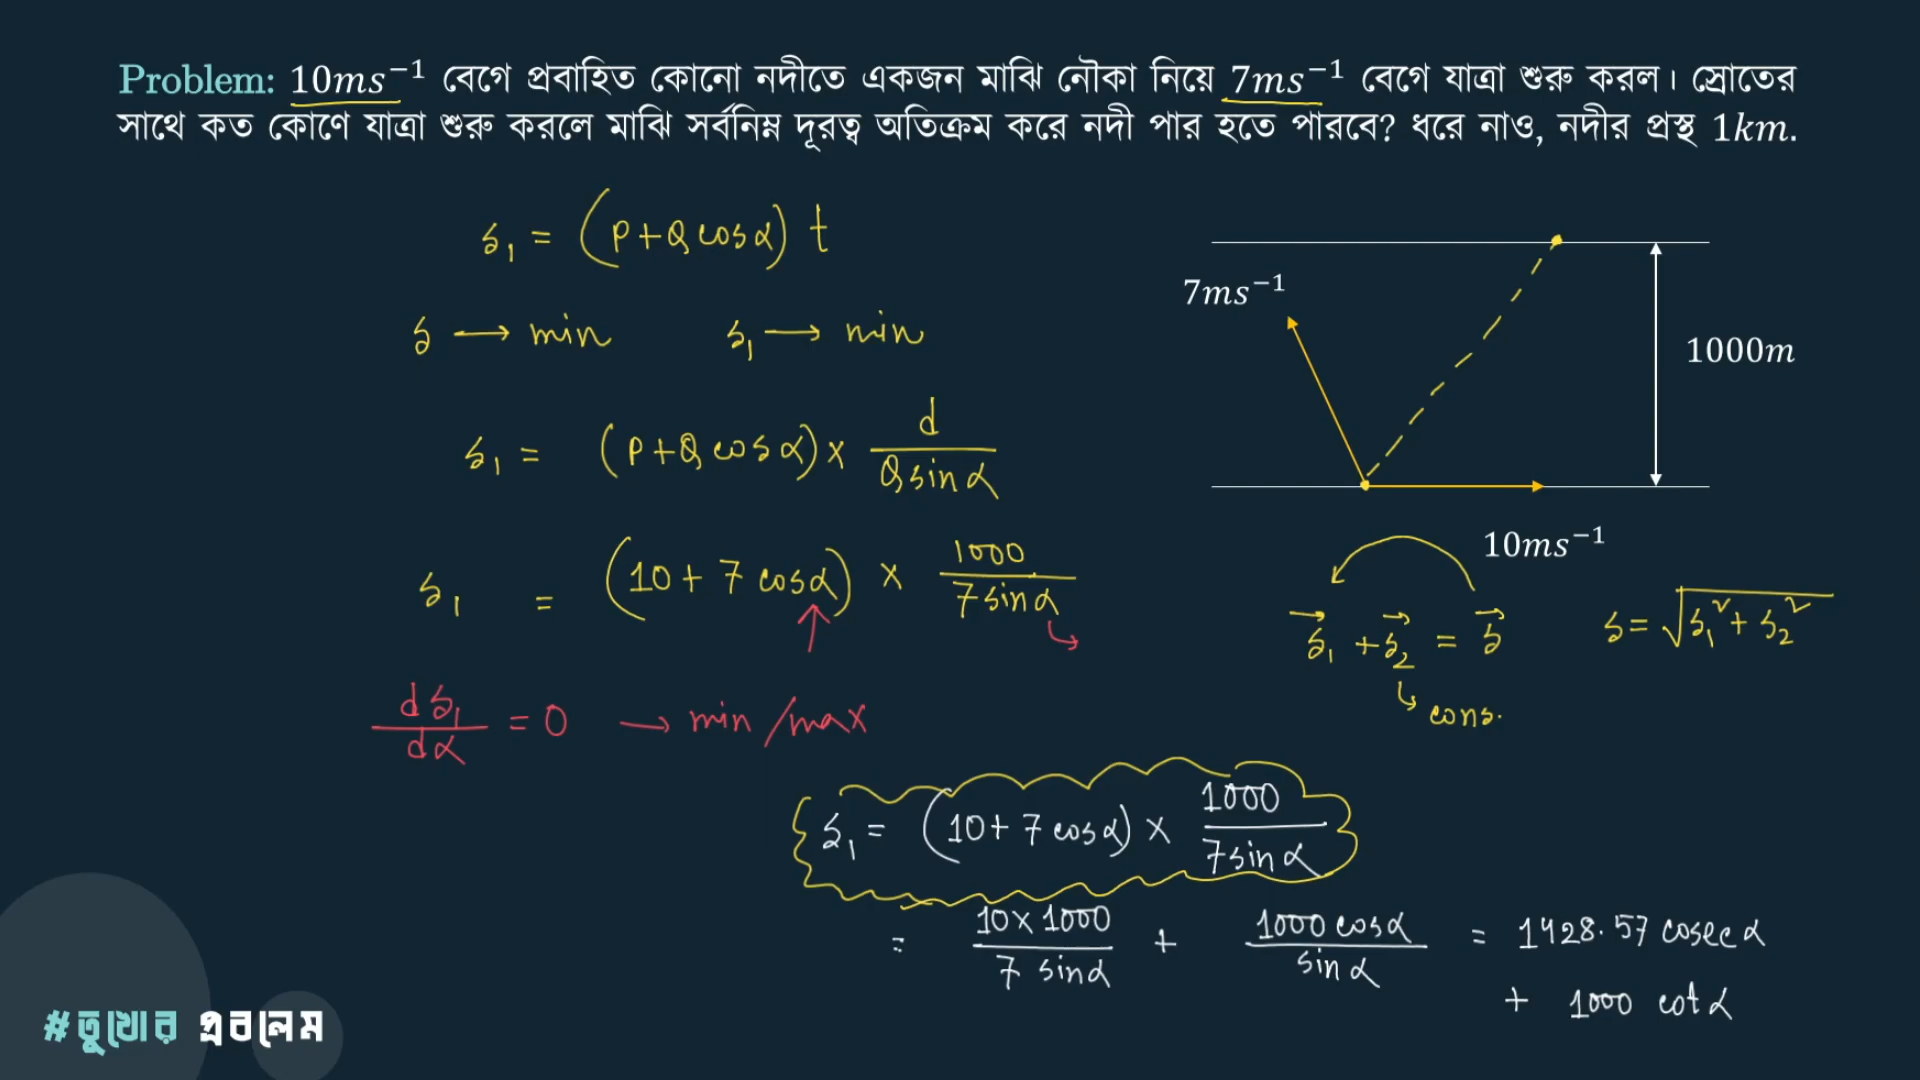 Problem: 10ms⁻¹ বেগে প্রবাহিত কোনো নদীতে একজন মাঝি নৌকা নিয়ে 7ms⁻¹ বেগে যাত্রা শুরু করল। স্রোতের
সাথে কত কোণে যাত্রা শুরু করলে মাঝি সর্বনিম্ন দূরত্ব অতিক্রম করে নদী পার হতে পারবে? ধরে নাও, নদীর প্রস্থ 1km.
s₁ = (P+Q cosα) t
s → min s₁ → min
s₁ = (P+Q cosα) × d/(Q sinα)
s₁ = (10 + 7 cosα) × 1000/(7 sinα)
ds₁/dα = 0 → min/max
7ms⁻¹
1000m
10ms⁻¹
s⃗₁ + s⃗₂ = s⃗
cons.
s = √(s₁² + s₂²)
s₁ = (10 + 7 cosα) × 1000/(7 sinα)
= (10×1000)/(7 sinα) + (1000 cosα)/(sinα) = 1428.57 cosec α
+ 1000 cot α
#তুখোর প্রবলেম